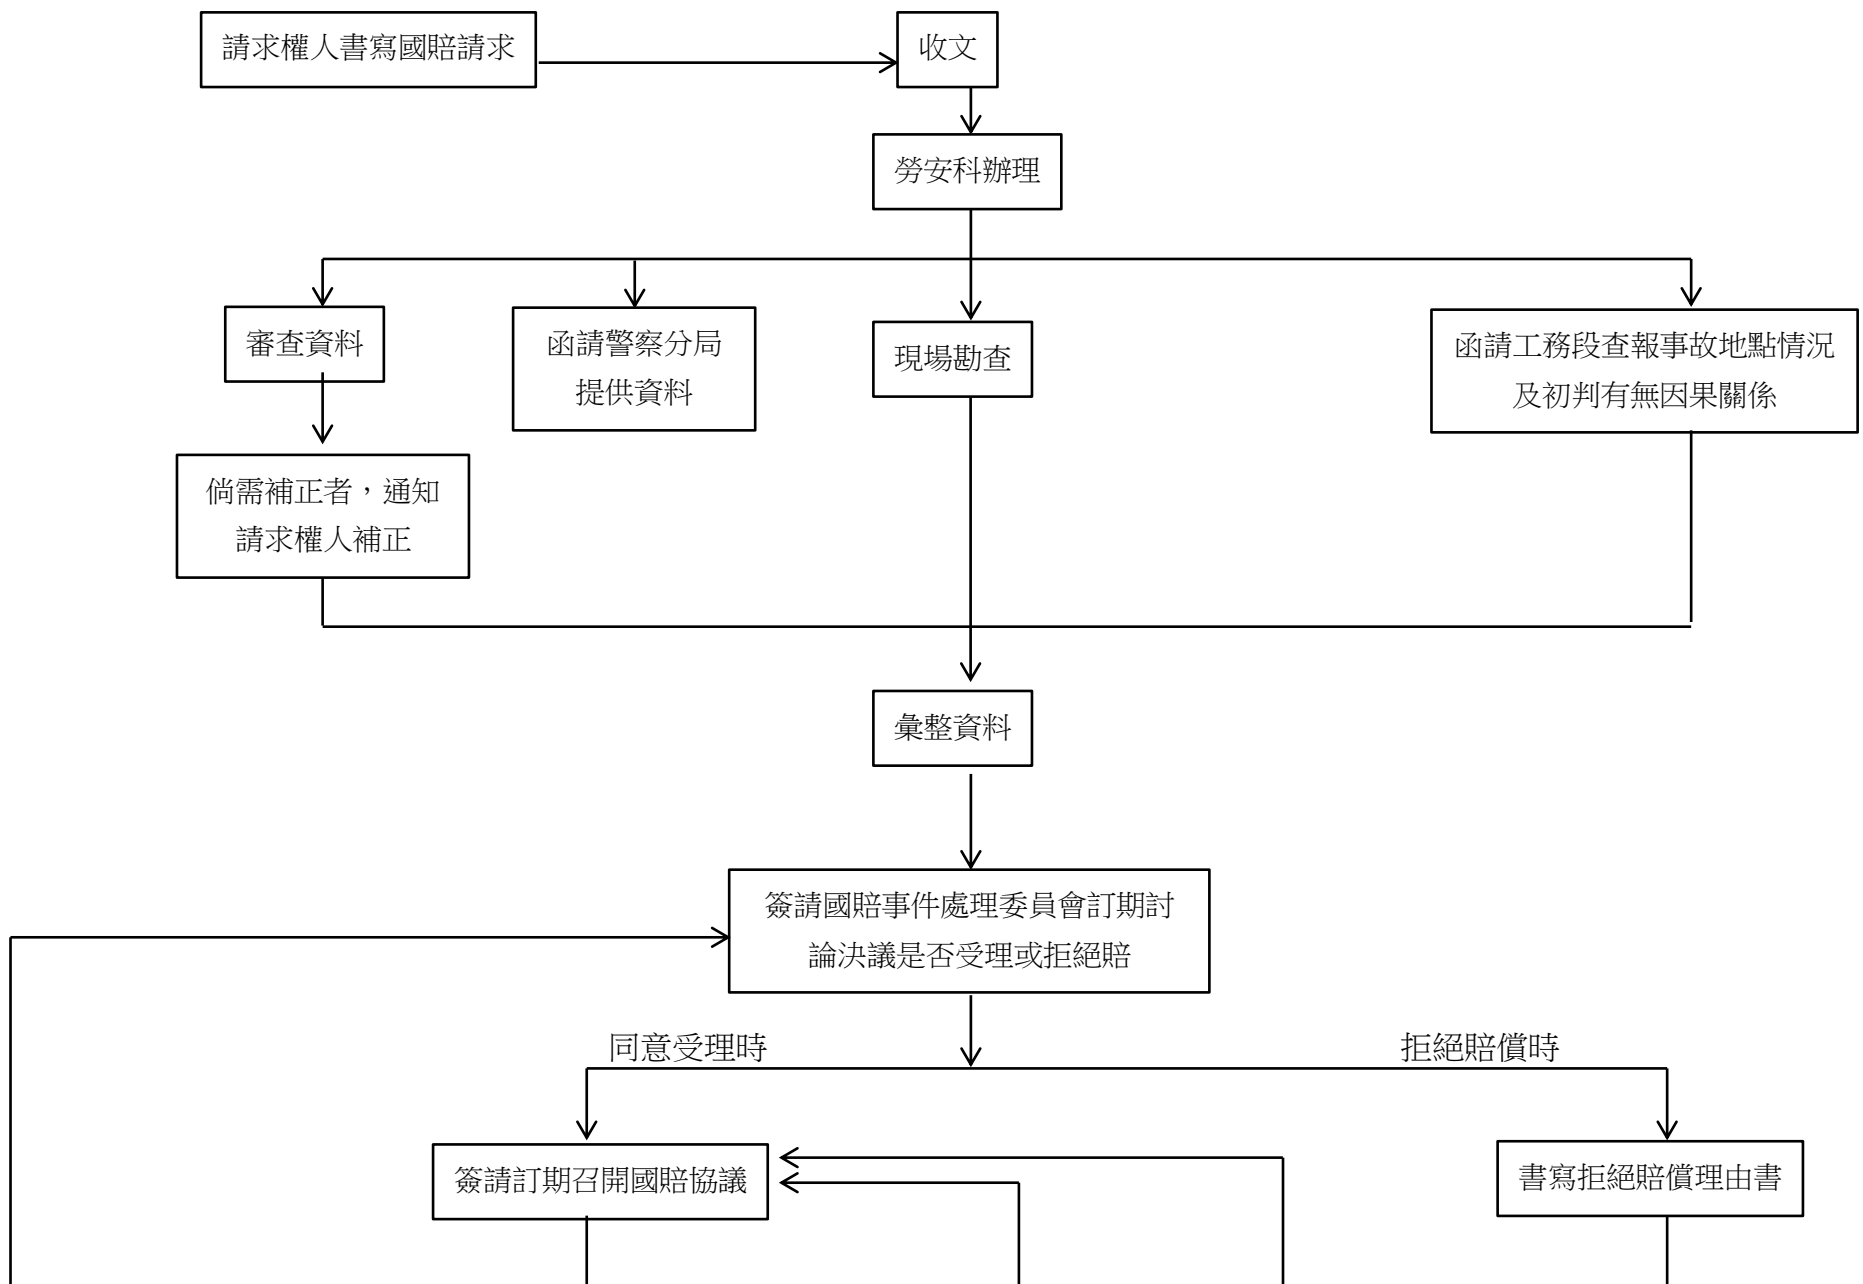 請求權人書寫國賠請求
收文
勞安科辦理
審查資料
函請警察分局
提供資料
現場勘查
函請工務段查報事故地點情況
及初判有無因果關係
倘需補正者，通知
請求權人補正
彙整資料
簽請國賠事件處理委員會訂期討
論決議是否受理或拒絕賠
同意受理時
拒絕賠償時
簽請訂期召開國賠協議
書寫拒絕賠償理由書